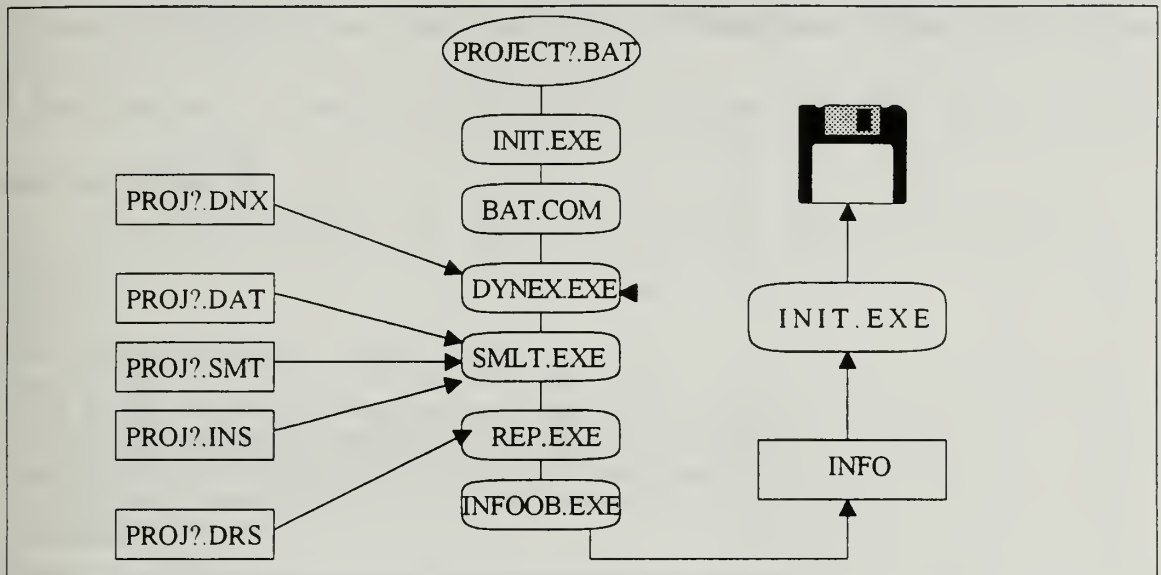 PROJECT?.BAT
INIT.EXE
BAT.COM
DYNEX.EXE
SMLT.EXE
REP.EXE
INFOOB.EXE
PROJ?.DNX
PROJ?.DAT
PROJ?.SMT
PROJ?.INS
PROJ?.DRS
INIT.EXE
INFO